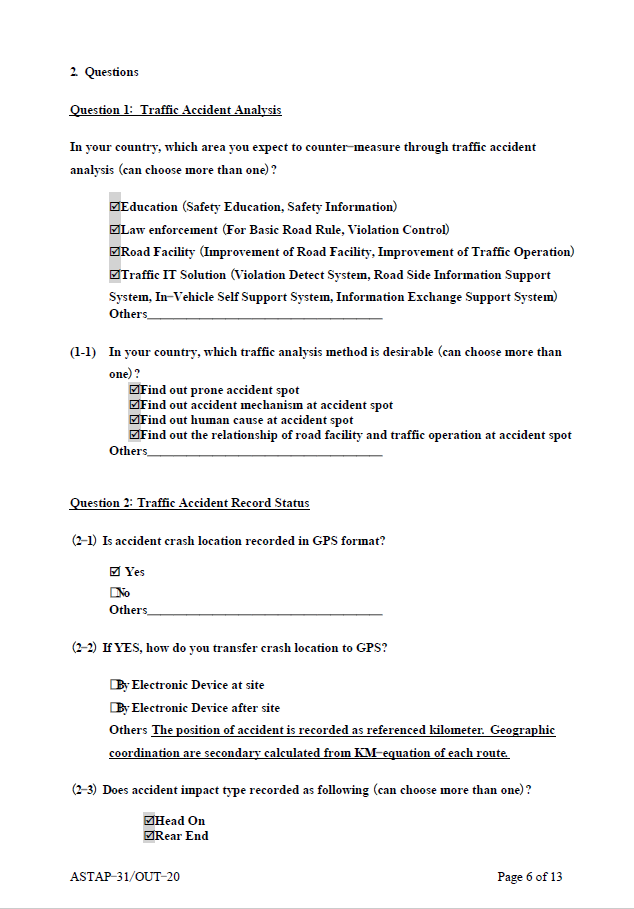 2. Questions
Question 1: Traffic Accident Analysis
In your country, which area you expect to counter-measure through traffic accident
analysis (can choose more than one)?
☑Education (Safety Education, Safety Information)
☑Law enforcement (For Basic Road Rule, Violation Control)
☑Road Facility (Improvement of Road Facility, Improvement of Traffic Operation)
☑Traffic IT Solution (Violation Detect System, Road Side Information Support
System, In-Vehicle Self Support System, Information Exchange Support System)
Others______________________________________
(1-1) In your country, which traffic analysis method is desirable (can choose more than
one)?
☑Find out prone accident spot
☑Find out accident mechanism at accident spot
☑Find out human cause at accident spot
☑Find out the relationship of road facility and traffic operation at accident spot
Others______________________________________
Question 2: Traffic Accident Record Status
(2-1) Is accident crash location recorded in GPS format?
☑ Yes
☐No
Others______________________________________
(2-2) If YES, how do you transfer crash location to GPS?
☐By Electronic Device at site
☐By Electronic Device after site
Others The position of accident is recorded as referenced kilometer. Geographic
coordination are secondary calculated from KM-equation of each route.
(2-3) Does accident impact type recorded as following (can choose more than one)?
☑Head On
☑Rear End
ASTAP-31/OUT-20 Page 6 of 13